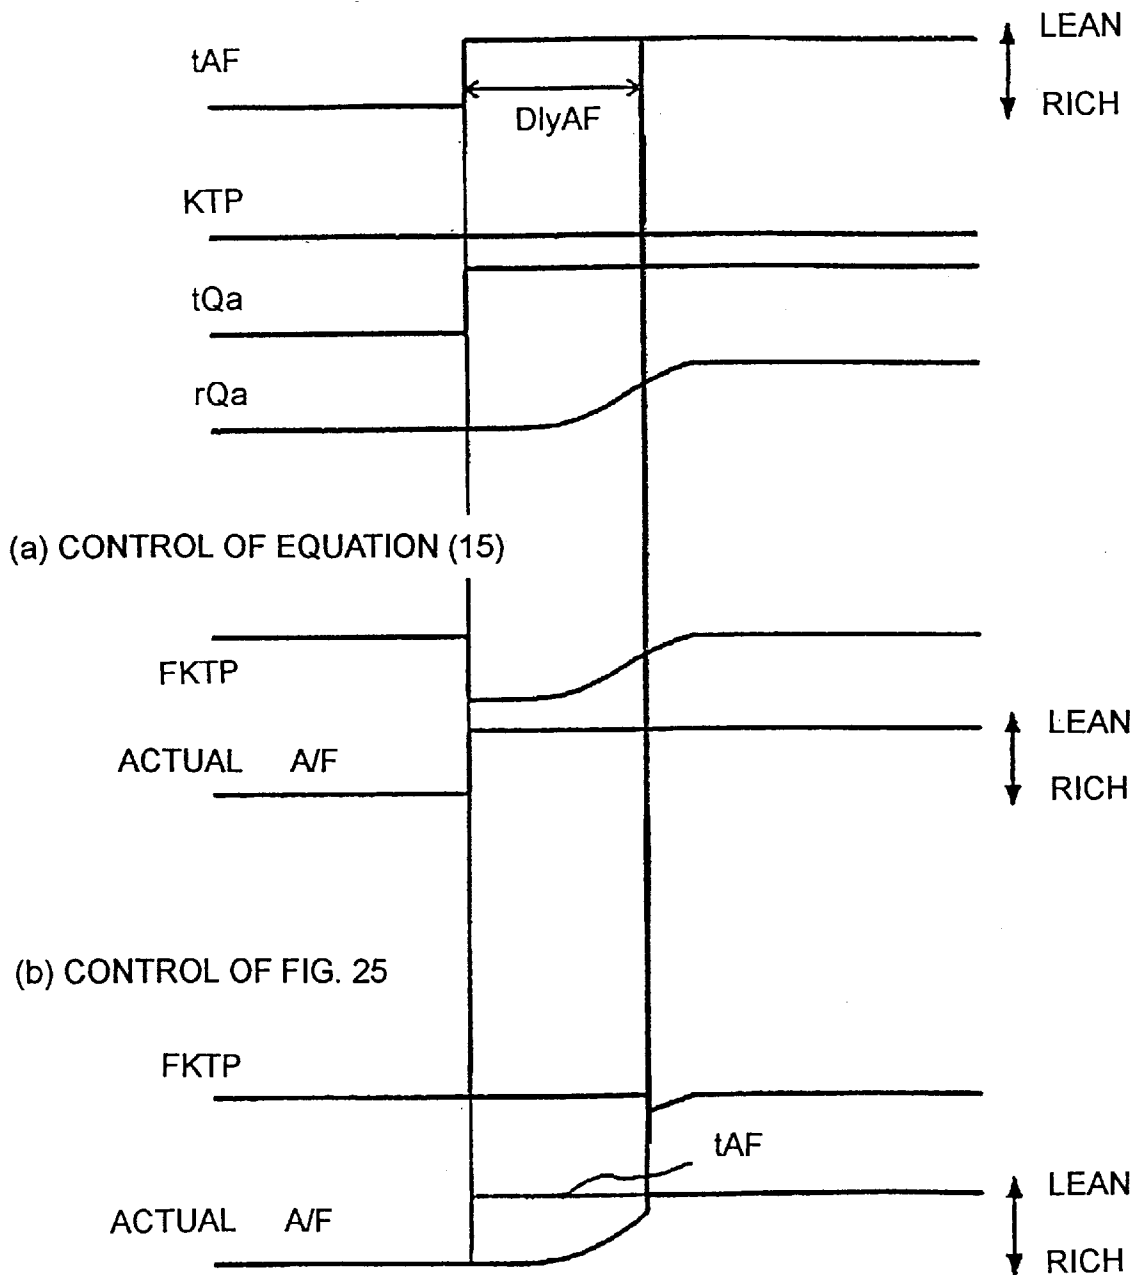 LEAN
tAF
RICH
DlyAF
KTP
tQa
rQa
(a) CONTROL OF EQUATION (15)
FKTP
LEAN
ACTUAL A/F
RICH
(b) CONTROL OF FIG. 25
FKTP
tAF
LEAN
ACTUAL A/F
RICH